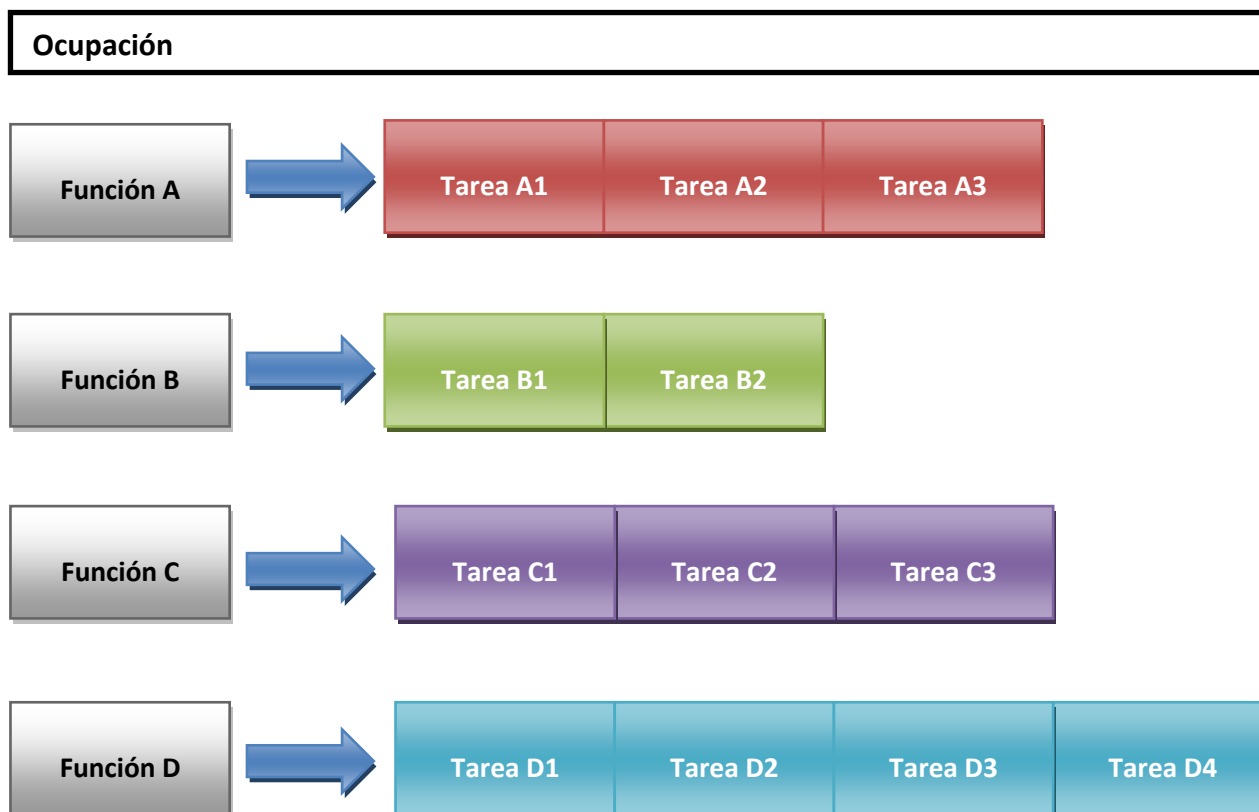 Ocupación
Función A
Tarea A1
Tarea A2
Tarea A3
Función B
Tarea B1
Tarea B2
Función C
Tarea C1
Tarea C2
Tarea C3
Función D
Tarea D1
Tarea D2
Tarea D3
Tarea D4